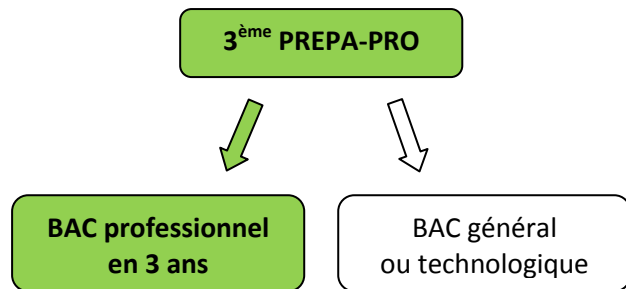 3ème PREPA-PRO
BAC professionnel
en 3 ans
BAC général
ou technologique